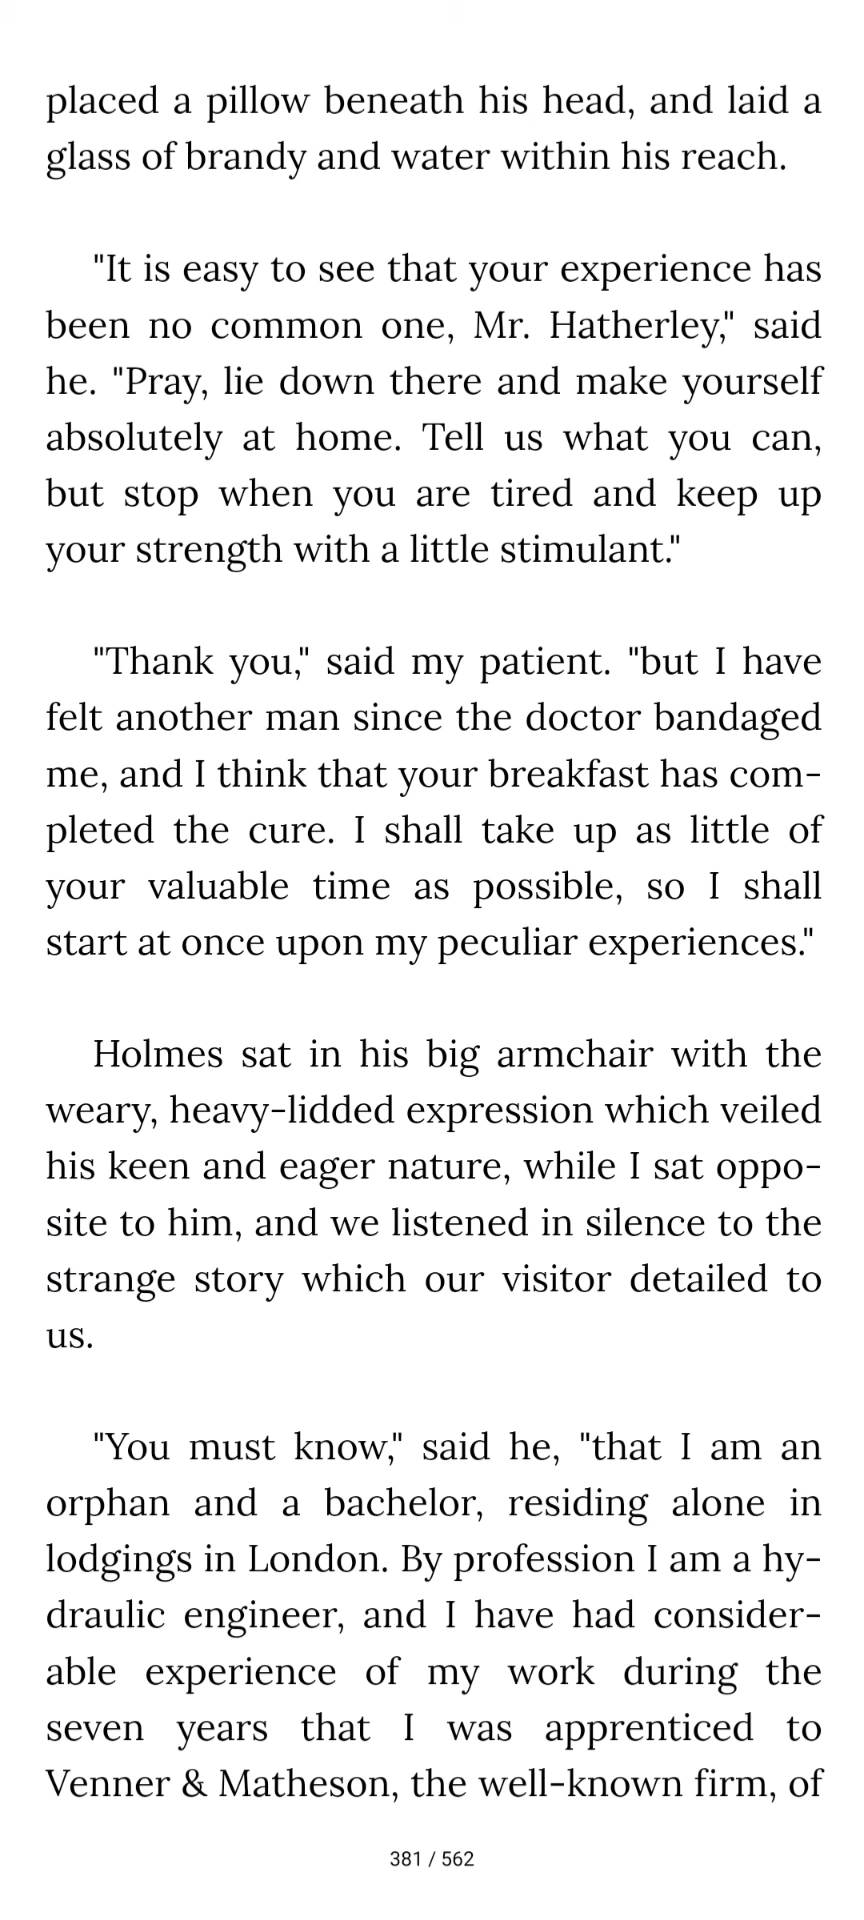 placed a pillow beneath his head, and laid a
glass of brandy and water within his reach.
"It is easy to see that your experience has
been no common one, Mr. Hatherley," said
he. "Pray, lie down there and make yourself
absolutely at home. Tell us what you can,
but stop when you are tired and keep up
your strength with a little stimulant."
"Thank you," said my patient. "but I have
felt another man since the doctor bandaged
me, and I think that your breakfast has com-
pleted the cure. I shall take up as little of
your valuable time as possible, so I shall
start at once upon my peculiar experiences."
Holmes sat in his big armchair with the
weary, heavy-lidded expression which veiled
his keen and eager nature, while I sat oppo-
site to him, and we listened in silence to the
strange story which our visitor detailed to
us.
"You must know," said he, "that I am an
orphan and a bachelor, residing alone in
lodgings in London. By profession I am a hy-
draulic engineer, and I have had consider-
able experience of my work during the
seven years that I was apprenticed to
Venner & Matheson, the well-known firm, of
381 / 562